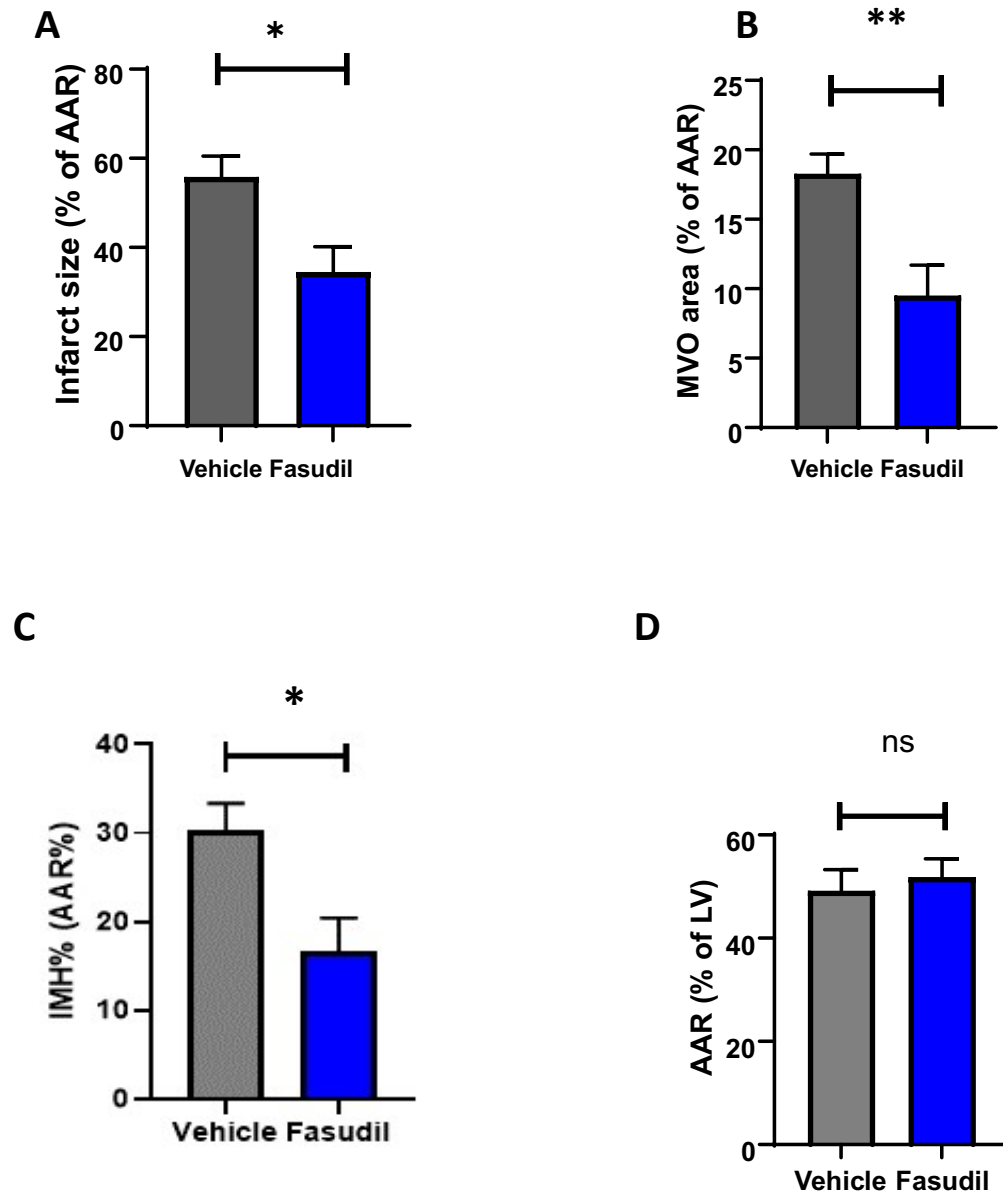 A
*
Infarct size (% of AAR)
80
60
40
20
0
Vehicle Fasudil
B
**
MVO area (% of AAR)
25
20
15
10
5
0
Vehicle Fasudil
C
*
IMH% (AAR%)
40
30
20
10
0
Vehicle Fasudil
D
ns
AAR (% of LV)
60
40
20
0
Vehicle Fasudil